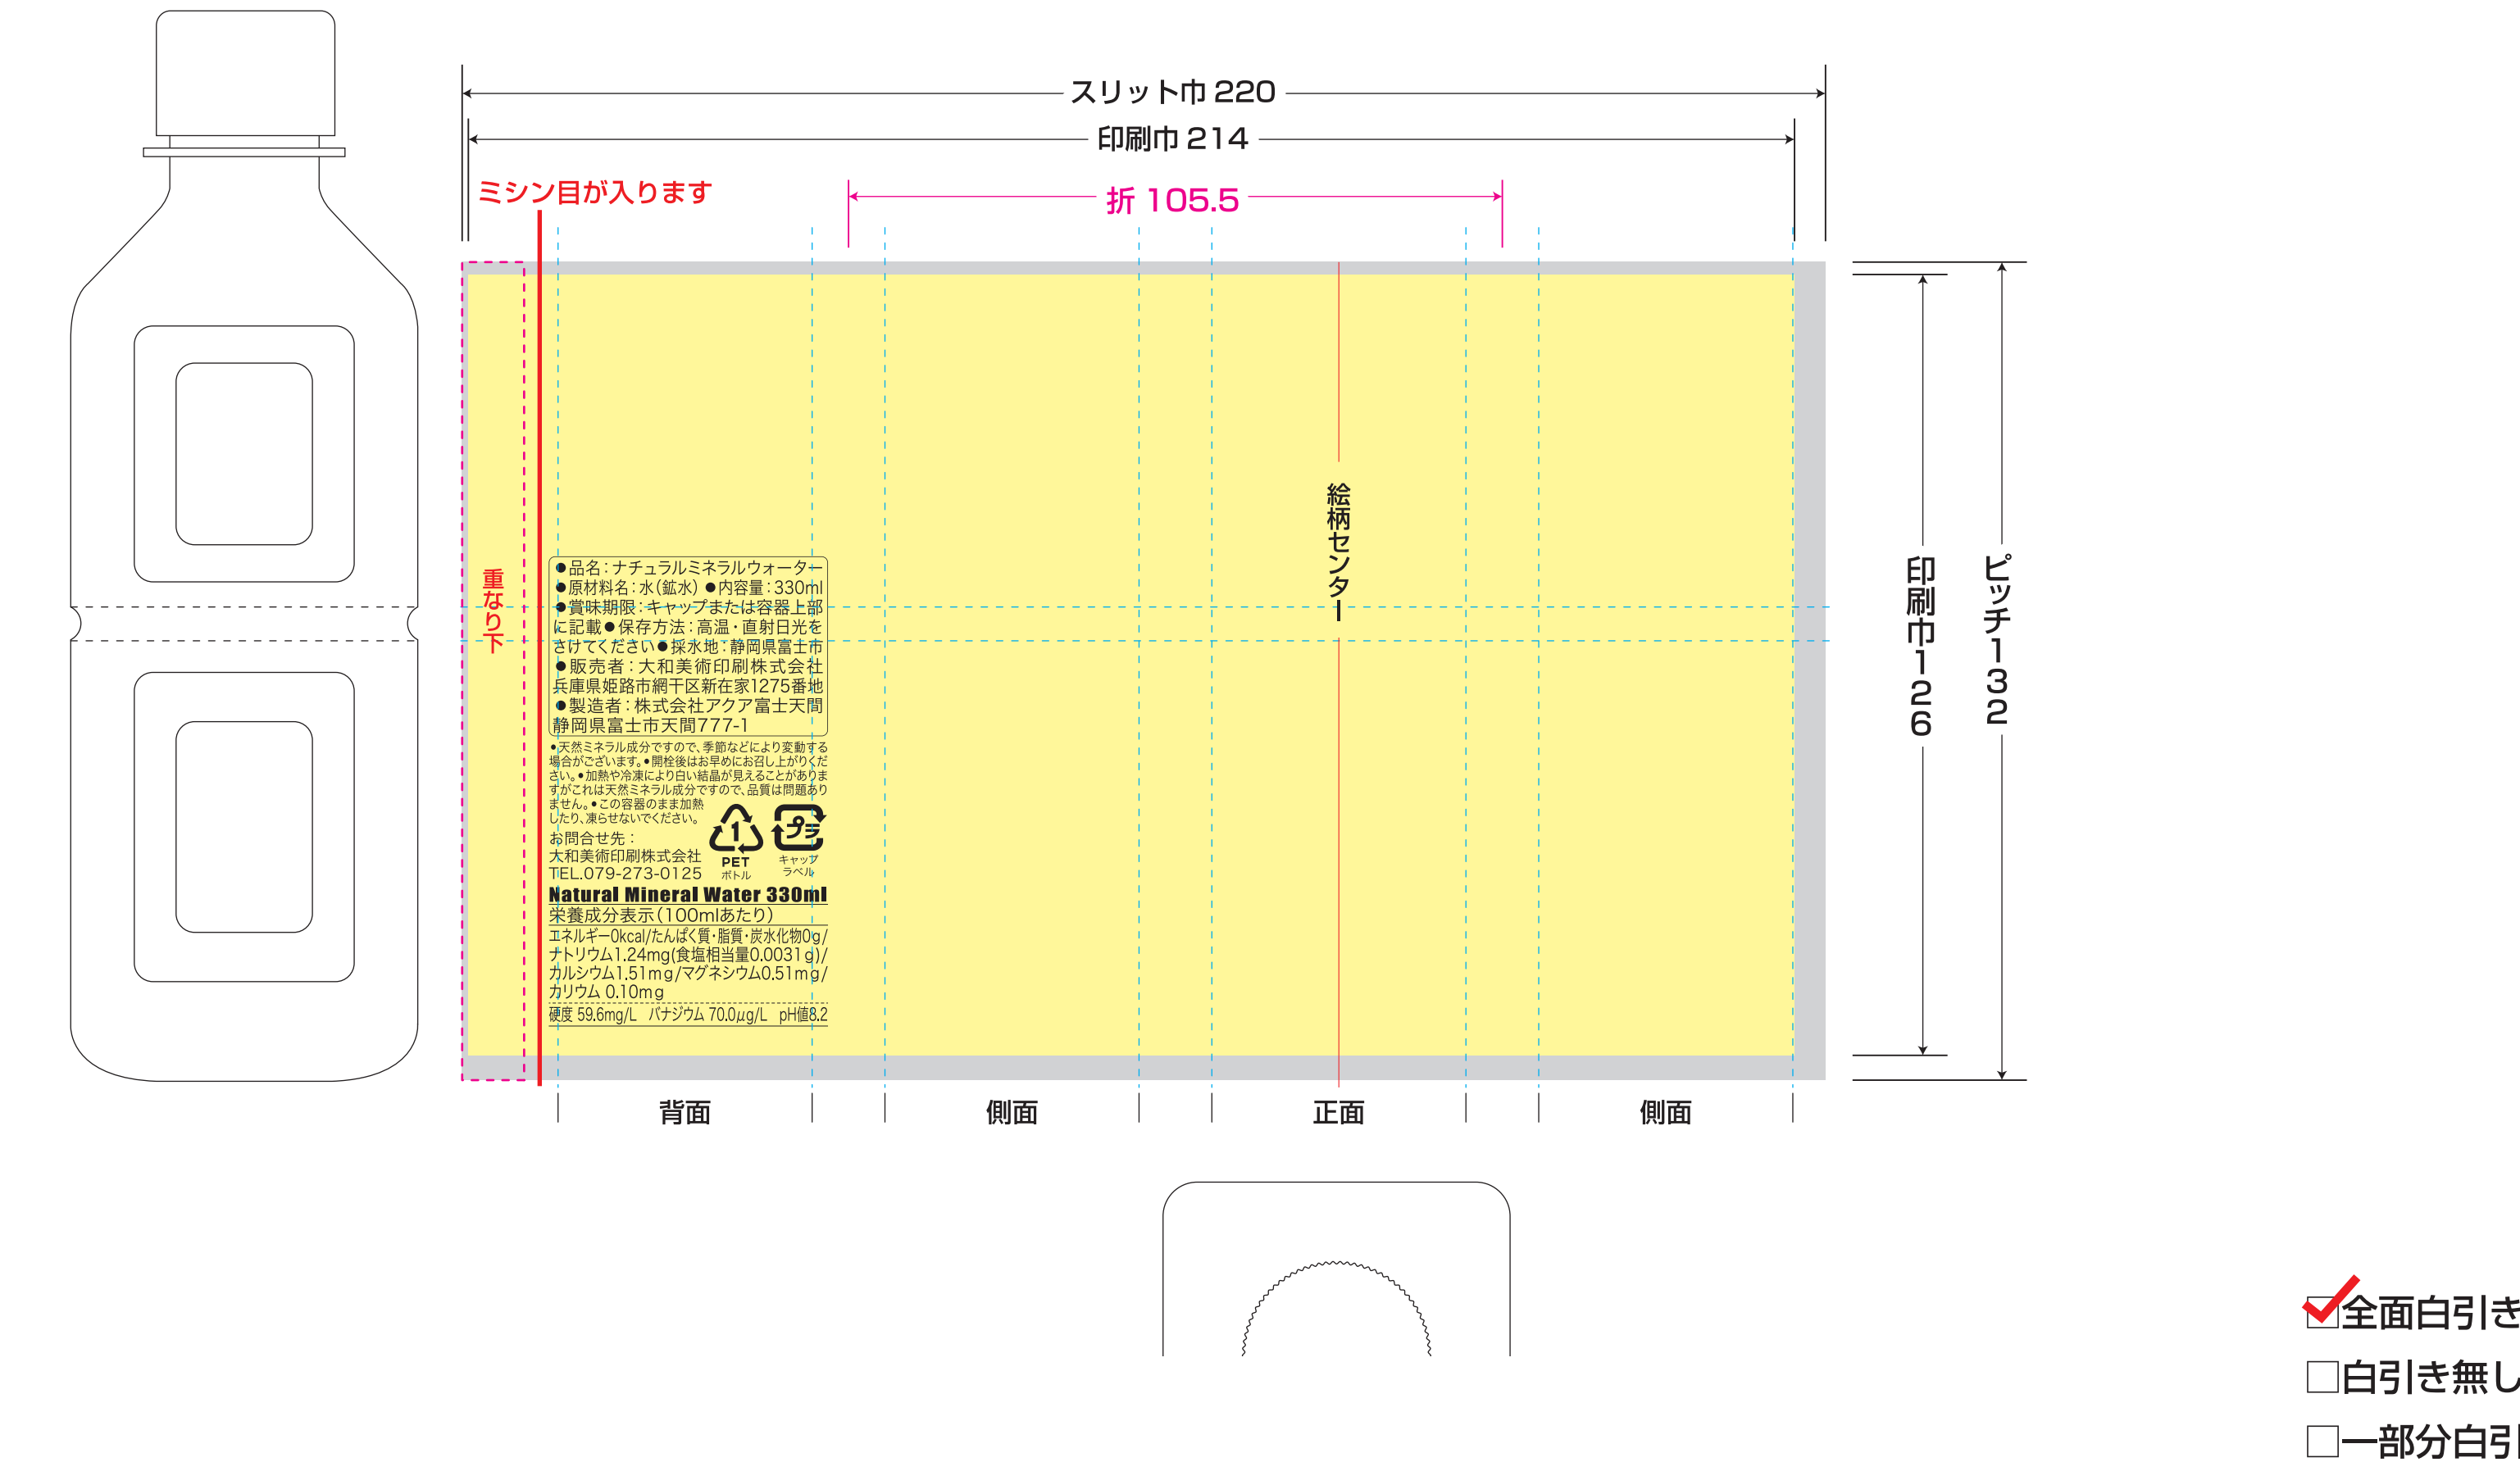 スリット巾 220
印刷巾 214
ミシン目が入ります
折 105.5
絵柄センター
重なり下
印刷巾126
ピッチ132
●品名：ナチュラルミネラルウォーター
●原材料名：水（鉱水）●内容量：330ml
●賞味期限：キャップまたは容器上部
に記載●保存方法：高温・直射日光を
さけてください●採水地：静岡県富士市
●販売者：大和美術印刷株式会社
兵庫県姫路市網干区新在家1275番地
●製造者：株式会社アクア富士天間
静岡県富士市天間777-1
●天然ミネラル成分ですので、季節などにより変動する
場合がございます。●開栓後はお早めにお召し上がりくだ
さい。●加熱や冷凍により白い結晶が見えることがありま
すがこれは天然ミネラル成分ですので、品質は問題あり
ません。●この容器のまま加熱
したり、凍らせないでください。
お問合せ先：
大和美術印刷株式会社
TEL.079-273-0125
1
PET
ボトル
プラ
キャップ
ラベル
Natural Mineral Water 330ml
栄養成分表示（100mlあたり）
エネルギー0kcal/たんぱく質・脂質・炭水化物0g/
ナトリウム1.24mg(食塩相当量0.0031g)/
カルシウム1.51mg/マグネシウム0.51mg/
カリウム 0.10mg
硬度 59.6mg/L　バナジウム 70.0μg/L　pH値8.2
背面
側面
正面
側面
全面白引き
白引き無し
一部分白引